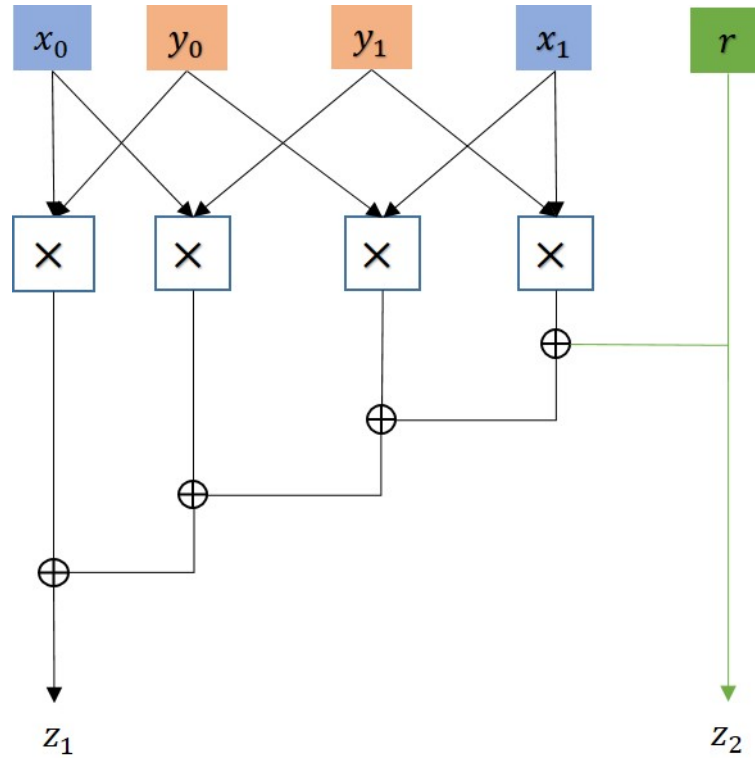 x₀ y₀ y₁ x₁ r
× × × ×
z₁ z₂